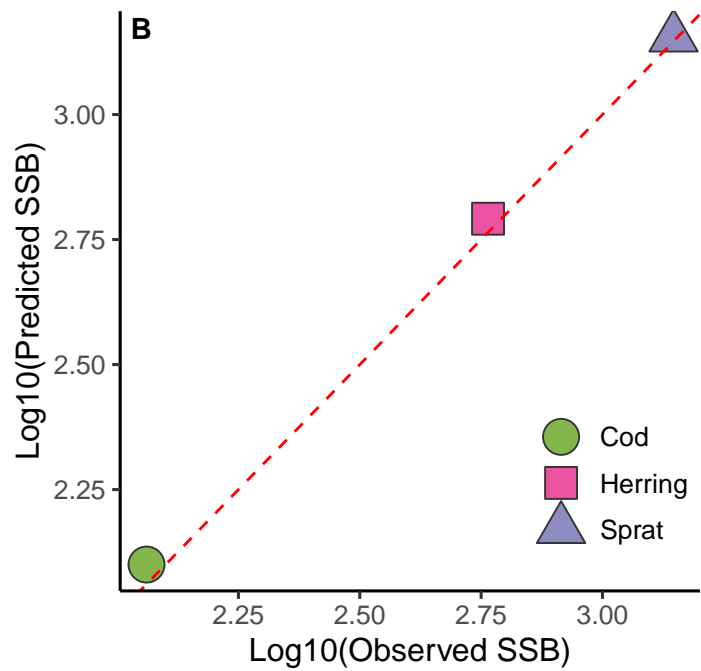 B
Log10(Predicted SSB)
3.00
2.75
2.50
2.25
Cod
Herring
Sprat
2.25 2.50 2.75 3.00
Log10(Observed SSB)